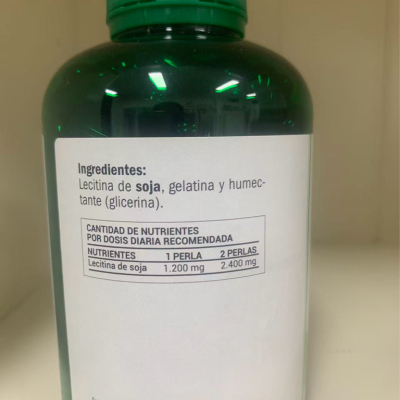 Ingredientes:
Lecitina de soja, gelatina y humec-
tante (glicerina).
CANTIDAD DE NUTRIENTES
POR DOSIS DIARIA RECOMENDADA
NUTRIENTES 1 PERLA 2 PERLAS
Lecitina de soja 1.200 mg 2.400 mg